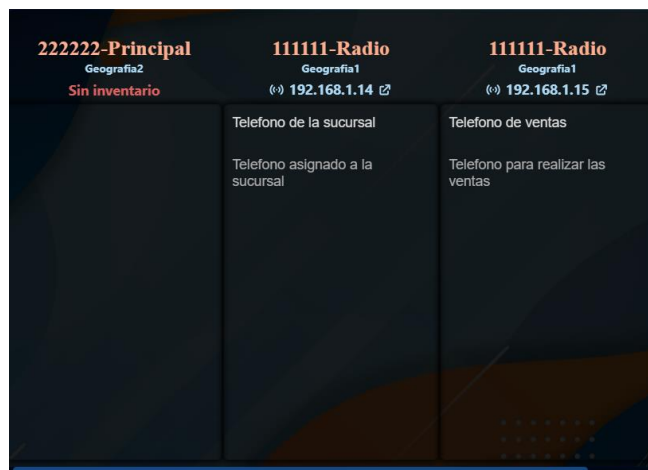 222222-Principal
Geografia2
Sin inventario
111111-Radio
Geografia1
192.168.1.14
Telefono de la sucursal
Telefono asignado a la
sucursal
111111-Radio
Geografia1
192.168.1.15
Telefono de ventas
Telefono para realizar las
ventas